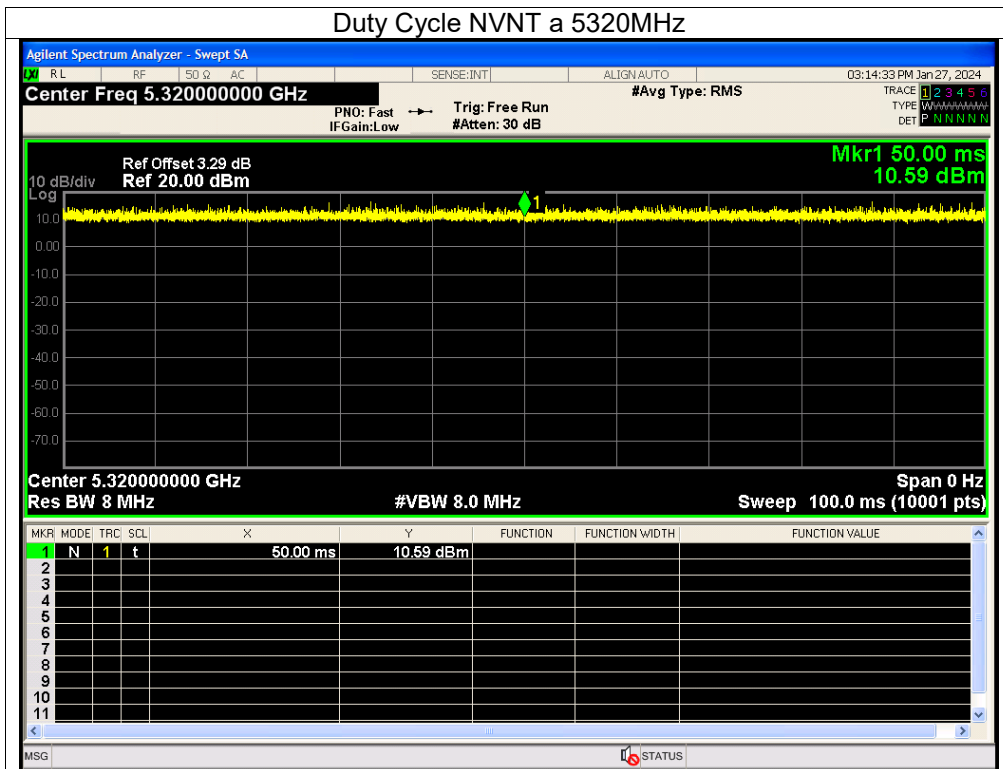 Duty Cycle NVNT a 5320MHz
Agilent Spectrum Analyzer - Swept SA
LXI RL RF 50 Ω AC SENSE:INT ALIGN AUTO 03:14:33 PM Jan 27, 2024
Center Freq 5.320000000 GHz #Avg Type: RMS TRACE 1 2 3 4 5 6
PNO: Fast Trig: Free Run TYPE WWWWWW
IFGain:Low #Atten: 30 dB DET P N N N N N
Mkr1 50.00 ms
Ref Offset 3.29 dB
10 dB/div Ref 20.00 dBm 10.59 dBm
Log
1
10.0
0.00
-10.0
-20.0
-30.0
-40.0
-50.0
-60.0
-70.0
Center 5.320000000 GHz Span 0 Hz
Res BW 8 MHz #VBW 8.0 MHz Sweep 100.0 ms (10001 pts)
MKR MODE TRC SCL X Y FUNCTION FUNCTION WIDTH FUNCTION VALUE
1 N 1 t 50.00 ms 10.59 dBm
2
3
4
5
6
7
8
9
10
11
MSG STATUS